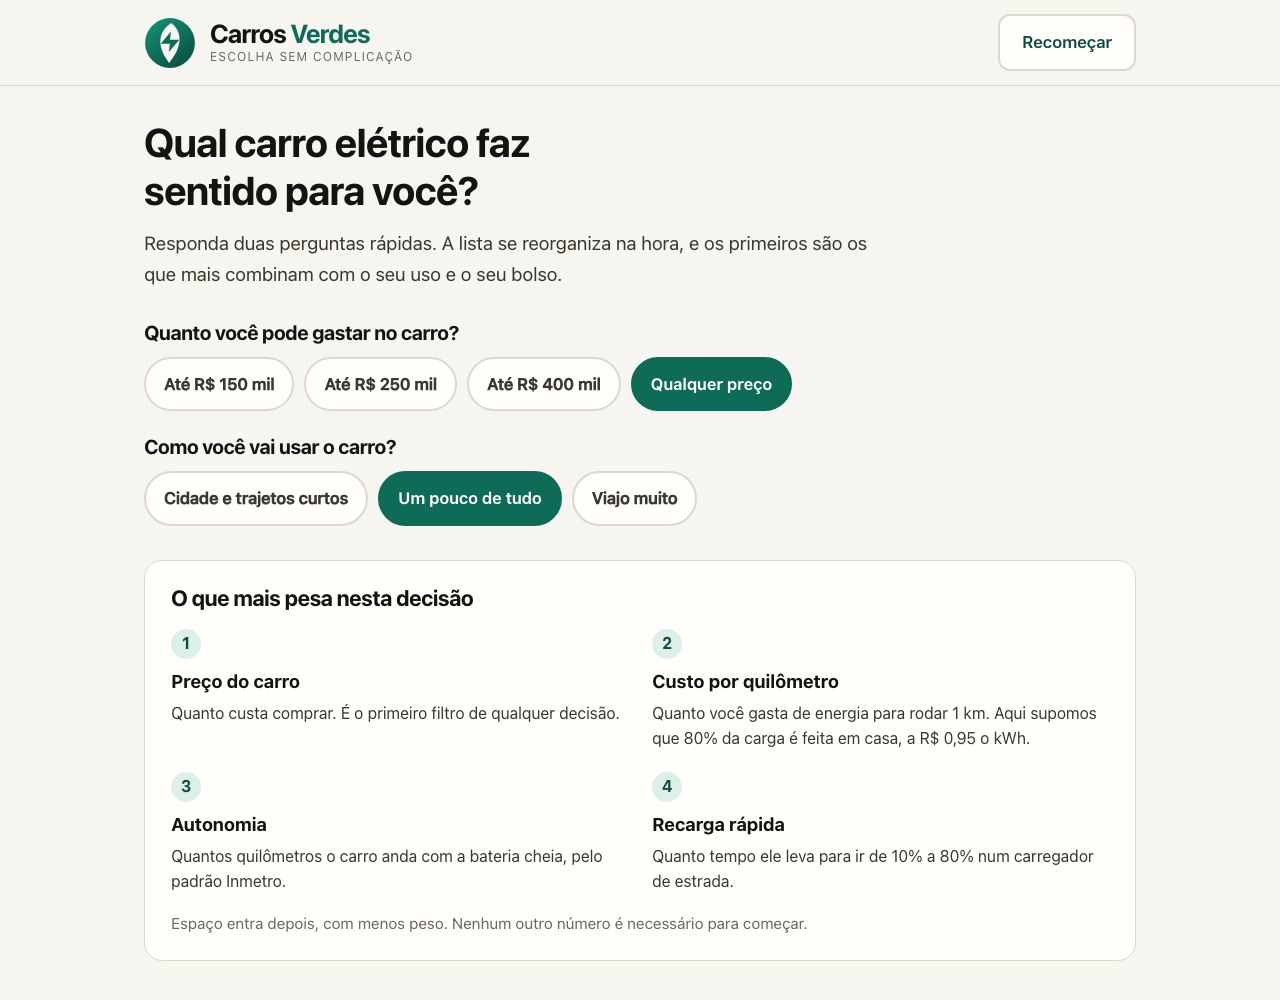 Carros Verdes
ESCOLHA SEM COMPLICAÇÃO
Recomeçar
Qual carro elétrico faz
sentido para você?
Responda duas perguntas rápidas. A lista se reorganiza na hora, e os primeiros são os
que mais combinam com o seu uso e o seu bolso.
Quanto você pode gastar no carro?
Até R$ 150 mil
Até R$ 250 mil
Até R$ 400 mil
Qualquer preço
Como você vai usar o carro?
Cidade e trajetos curtos
Um pouco de tudo
Viajo muito
O que mais pesa nesta decisão
1
Preço do carro
Quanto custa comprar. É o primeiro filtro de qualquer decisão.
2
Custo por quilômetro
Quanto você gasta de energia para rodar 1 km. Aqui supomos
que 80% da carga é feita em casa, a R$ 0,95 o kWh.
3
Autonomia
Quantos quilômetros o carro anda com a bateria cheia, pelo
padrão Inmetro.
4
Recarga rápida
Quanto tempo ele leva para ir de 10% a 80% num carregador
de estrada.
Espaço entra depois, com menos peso. Nenhum outro número é necessário para começar.